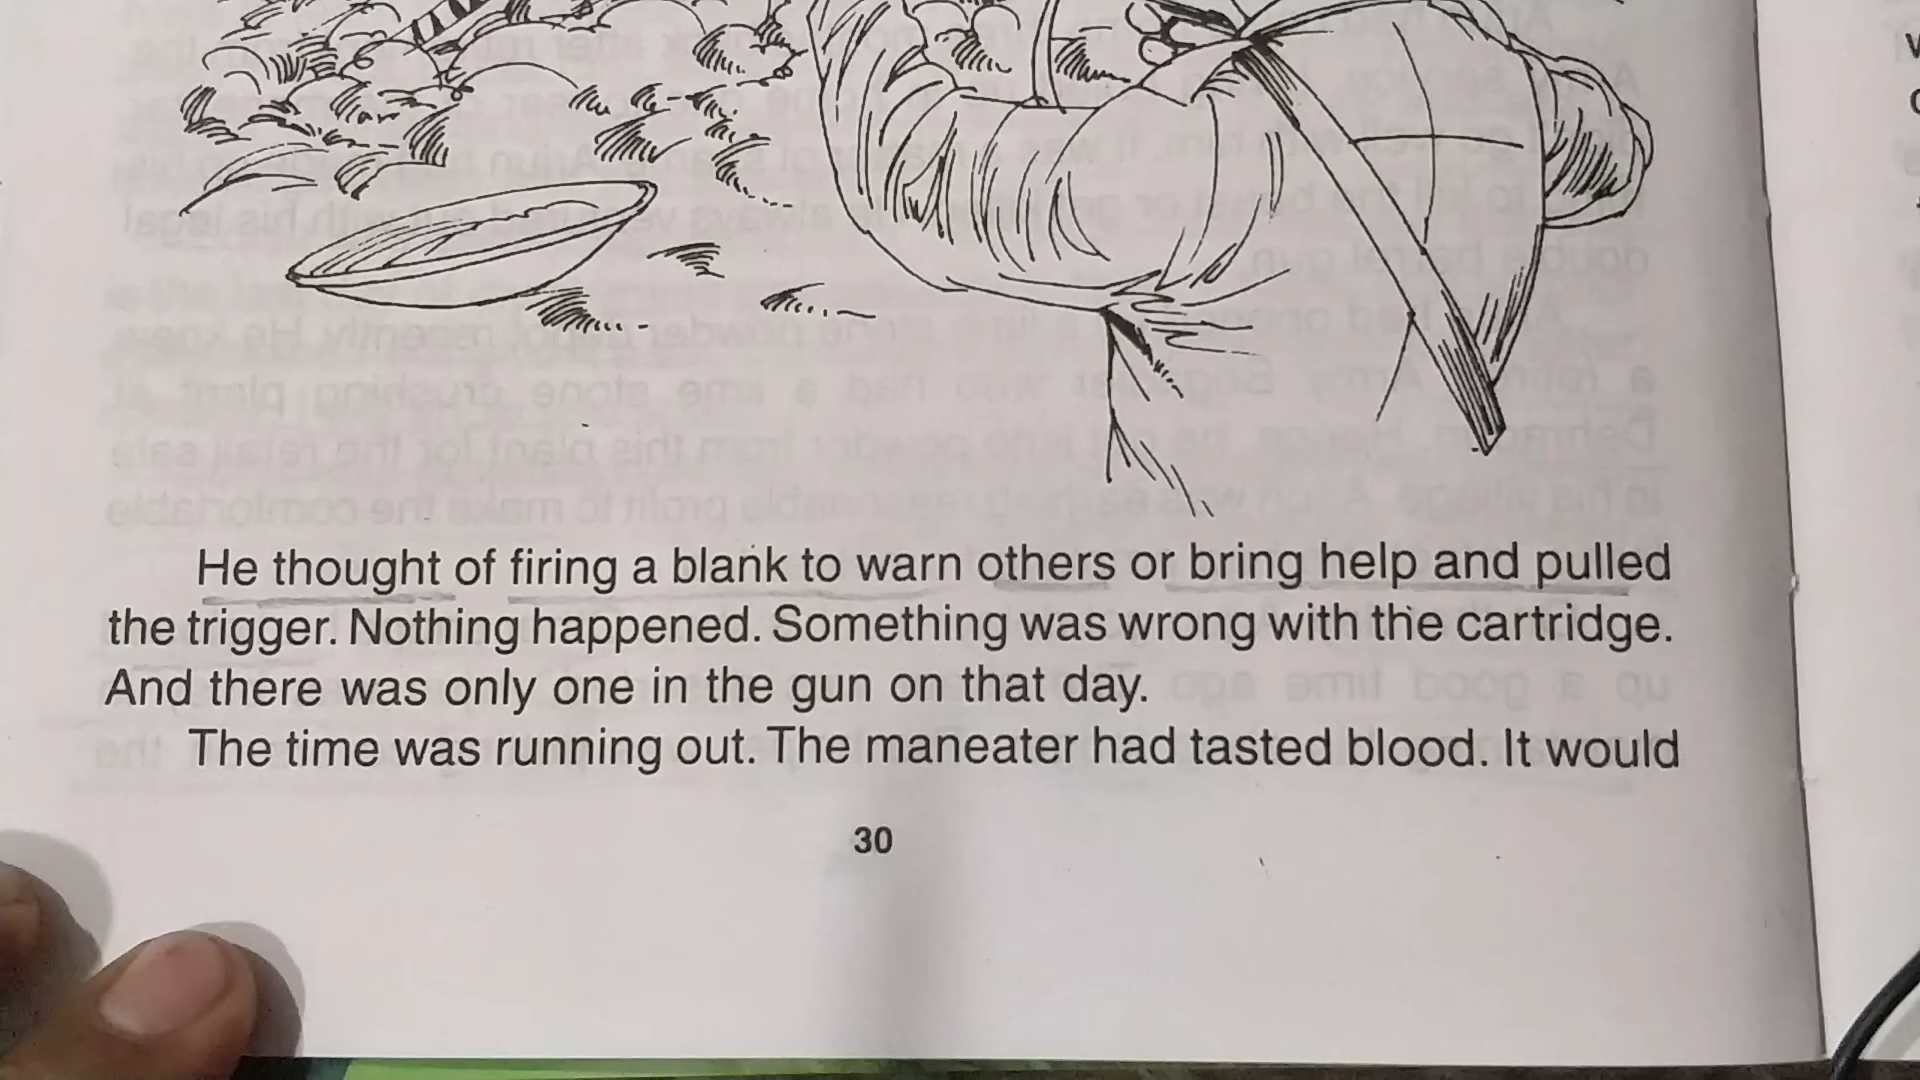 He thought of firing a blank to warn others or bring help and pulled
the trigger. Nothing happened. Something was wrong with the cartridge.
And there was only one in the gun on that day.
The time was running out. The maneater had tasted blood. It would
30